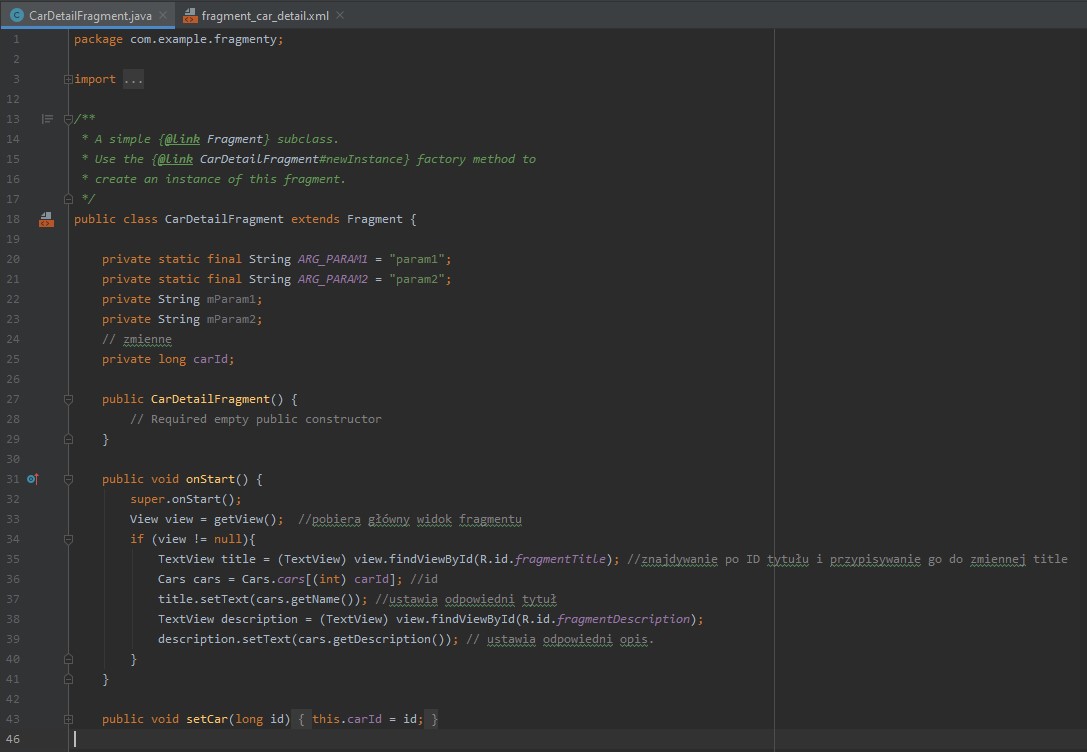 CarDetailFragment.java fragment_car_detail.xml
1 package com.example.fragmenty;
2
3 import ...
12
13 /**
14 * A simple {@link Fragment} subclass.
15 * Use the {@link CarDetailFragment#newInstance} factory method to
16 * create an instance of this fragment.
17 */
18 public class CarDetailFragment extends Fragment {
19
20 private static final String ARG_PARAM1 = "param1";
21 private static final String ARG_PARAM2 = "param2";
22 private String mParam1;
23 private String mParam2;
24 // zmienne
25 private long carId;
26
27 public CarDetailFragment() {
28 // Required empty public constructor
29 }
30
31 public void onStart() {
32 super.onStart();
33 View view = getView(); //pobiera główny widok fragmentu
34 if (view != null){
35 TextView title = (TextView) view.findViewById(R.id.fragmentTitle); //znajdywanie po ID tytułu i przypisywanie go do zmiennej title
36 Cars cars = Cars.cars[(int) carId]; //id
37 title.setText(cars.getName()); //ustawia odpowiedni tytuł
38 TextView description = (TextView) view.findViewById(R.id.fragmentDescription);
39 description.setText(cars.getDescription()); // ustawia odpowiedni opis.
40 }
41 }
42
43 public void setCar(long id) { this.carId = id; }
46